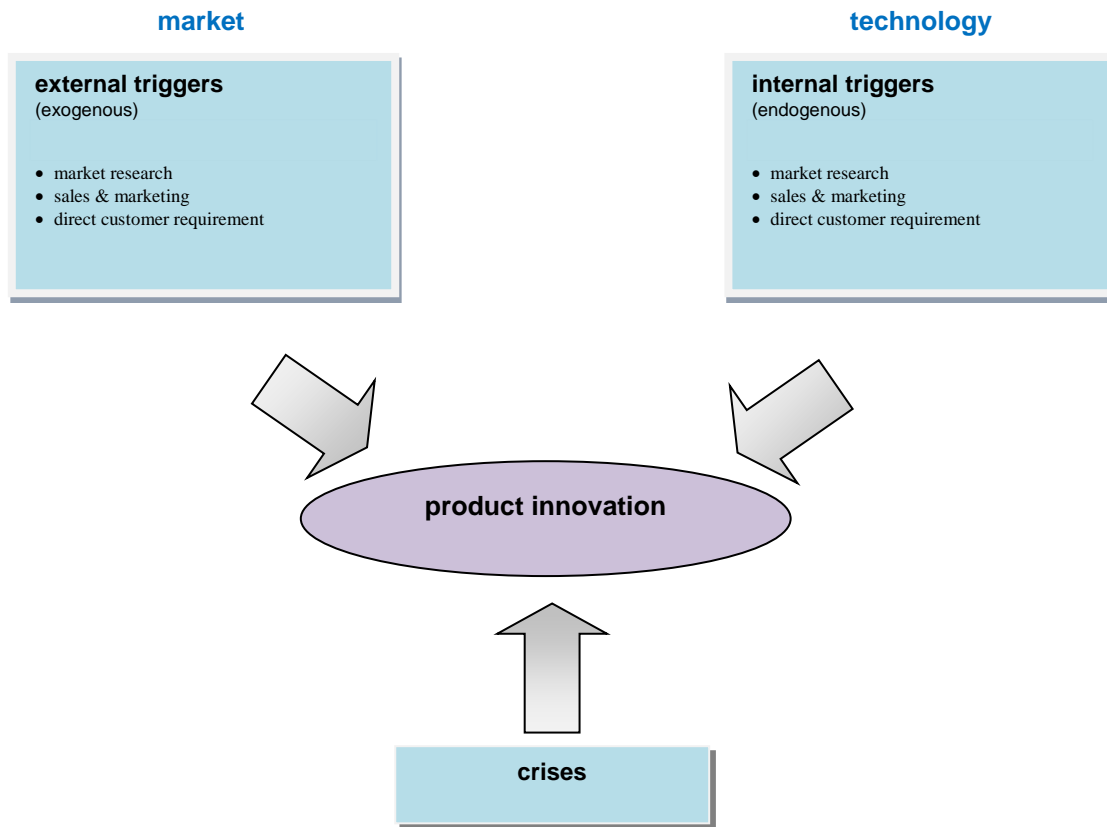 market
technology
external triggers
(exogenous)
• market research
• sales & marketing
• direct customer requirement
internal triggers
(endogenous)
• market research
• sales & marketing
• direct customer requirement
product innovation
crises